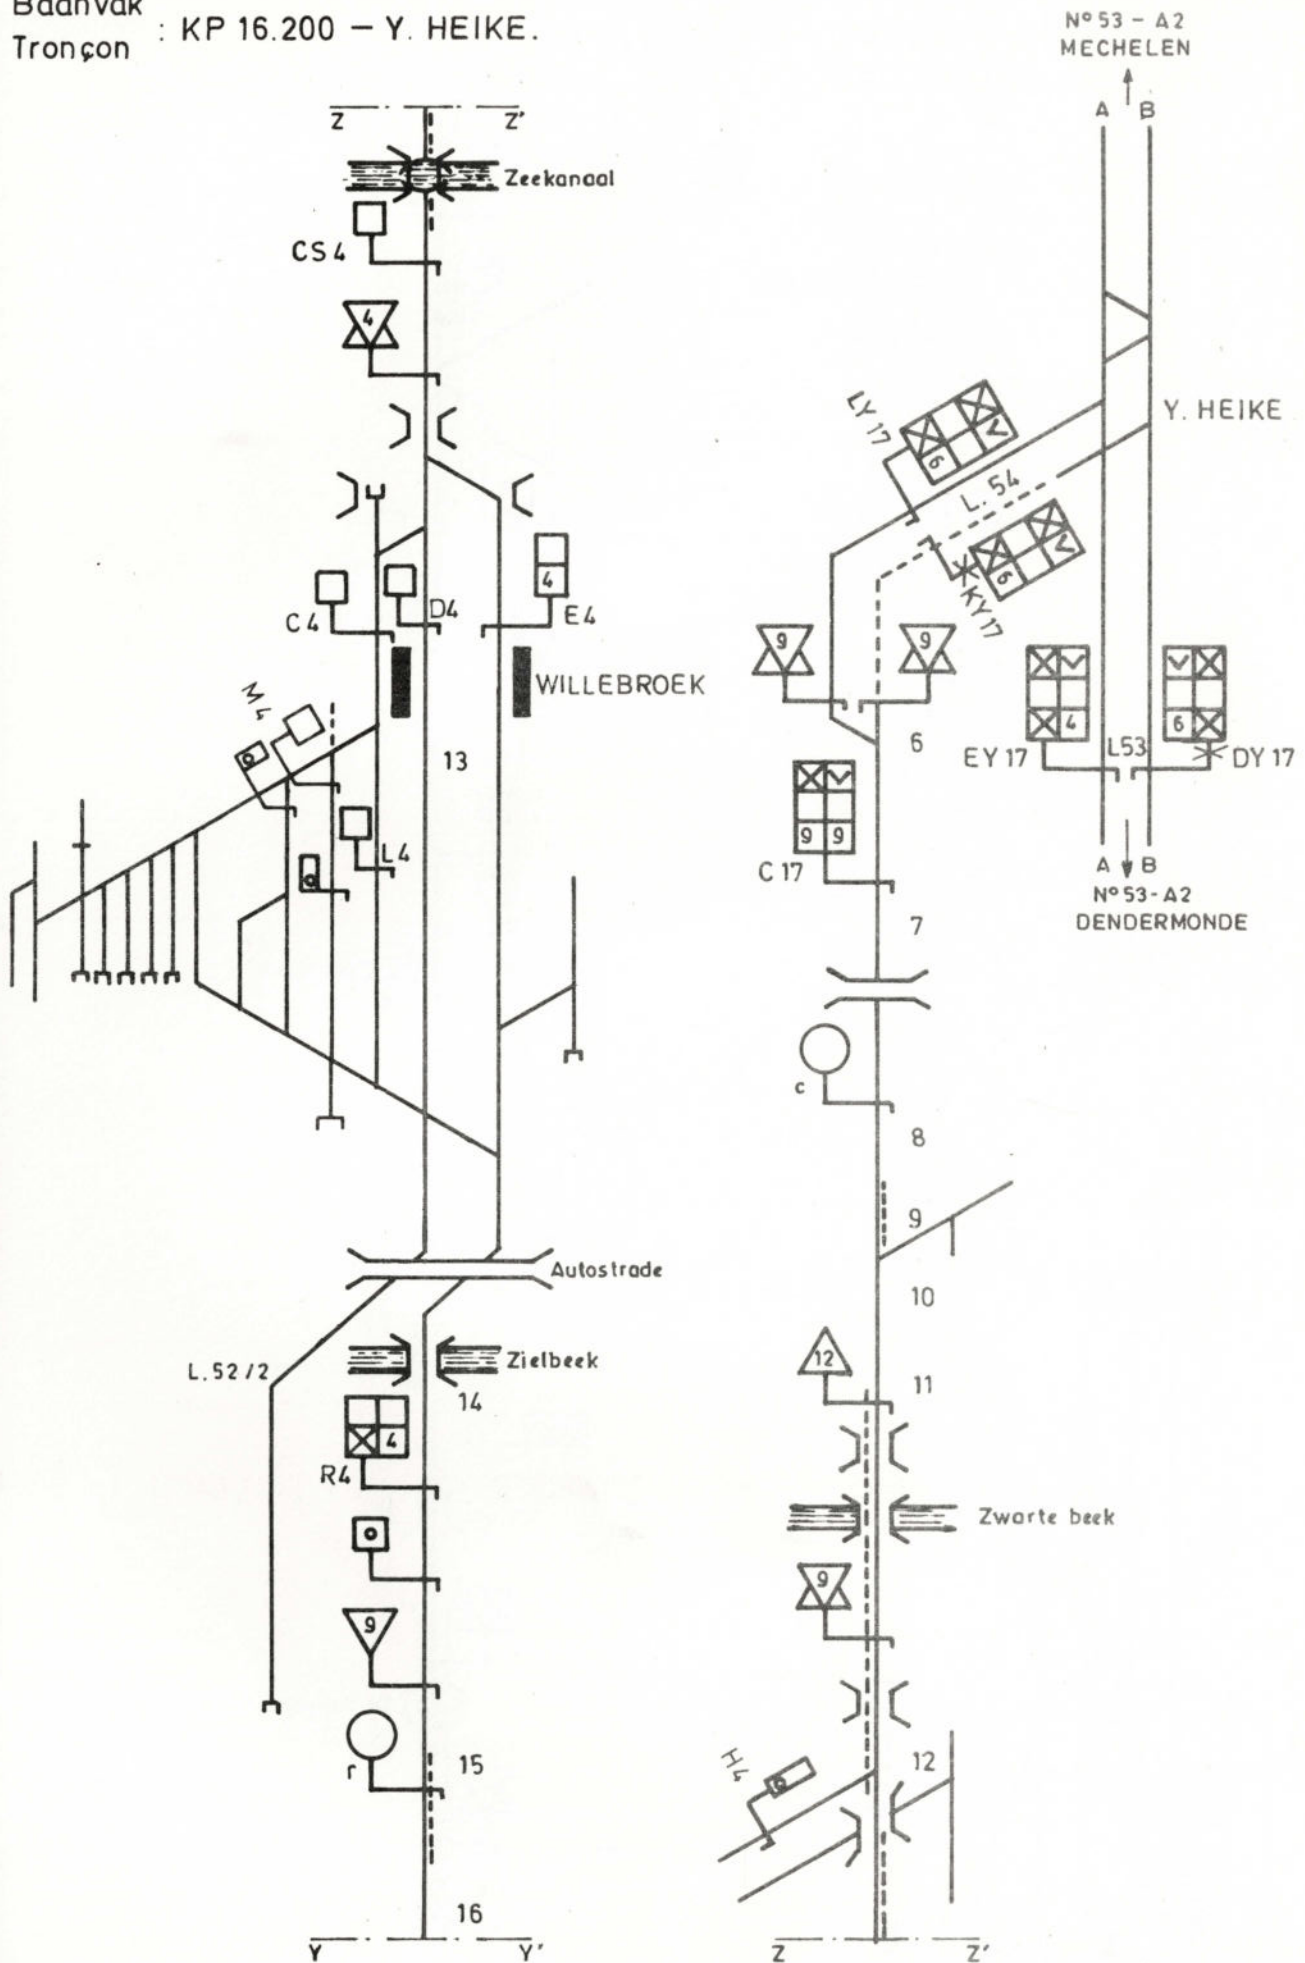 Baanvak
Tronçon : KP 16.200 – Y. HEIKE.
Z Z'
Zeekanaal
CS 4
4
C4
D4
4
E4
WILLEBROEK
M4
13
L4
Autostrade
L.52/2
Zielbeek
14
4
R4
9
r
15
16
Y Y'
N° 53 – A2
MECHELEN
A B
LY 17
6
Y. HEIKE
L. 54
6
KY 17
9
9
6
EY 17
4
L53
6
DY 17
9 9
C 17
A B
N° 53-A2
DENDERMONDE
7
c
8
9
10
12
11
Zwarte beek
9
H4
12
Z Z'